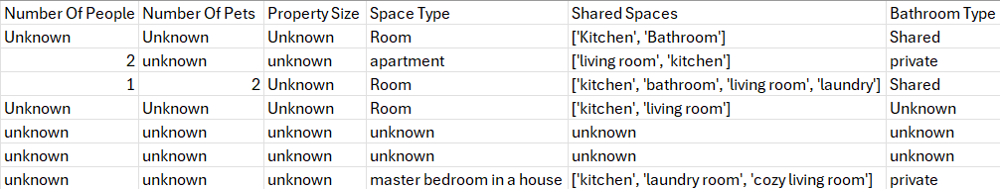 Number Of People Number Of Pets Property Size Space Type Shared Spaces Bathroom Type
Unknown Unknown Unknown Room ['Kitchen', 'Bathroom'] Shared
2 unknown unknown apartment ['living room', 'kitchen'] private
1 2 Unknown Room ['kitchen', 'bathroom', 'living room', 'laundry'] Shared
Unknown Unknown Unknown Room ['kitchen', 'living room'] Unknown
unknown unknown unknown unknown unknown unknown
unknown unknown unknown unknown unknown unknown
unknown unknown unknown master bedroom in a house ['kitchen', 'laundry room', 'cozy living room'] private